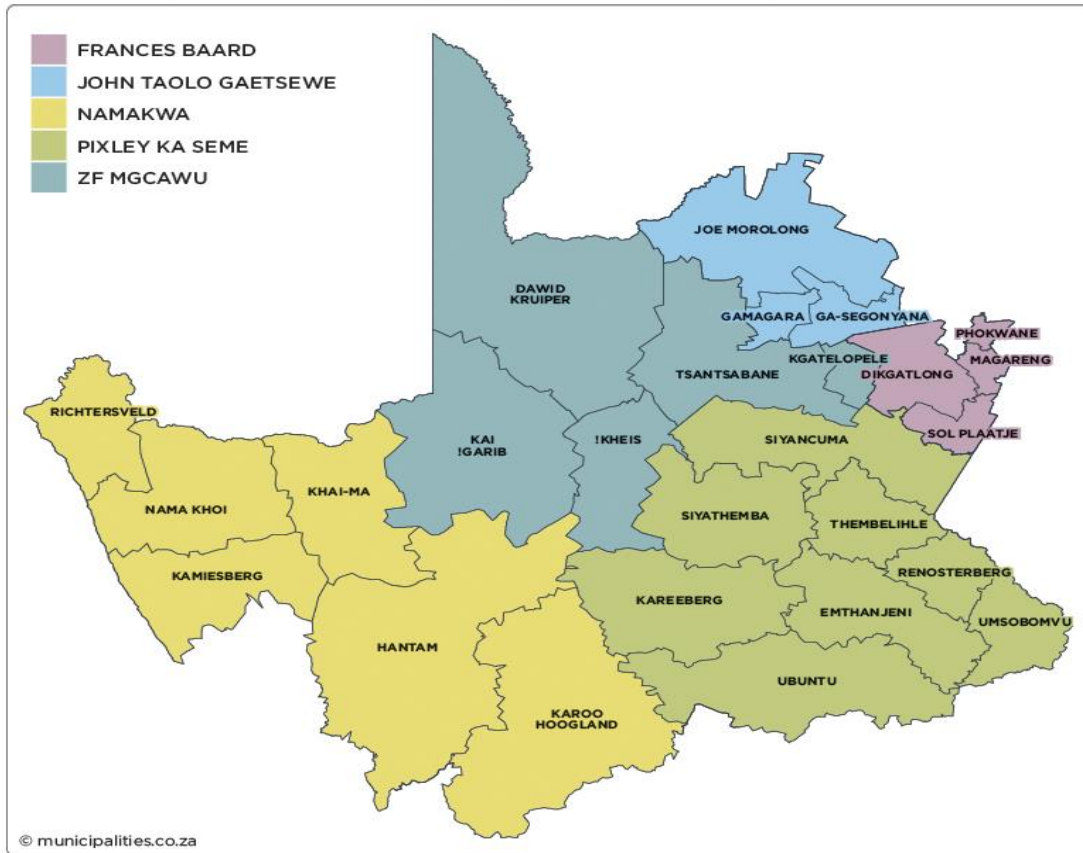 FRANCES BAARD
JOHN TAOLO GAETSEWE
NAMAKWA
PIXLEY KA SEME
ZF MGCAWU
JOE MOROLONG
DAWID
KRUIPER
GAMAGARA
GA-SEGONYANA
PHOKWANE
KGATELOPELE
MAGARENG
TSANTSABANE
DIKGATLONG
RICHTERSVELD
SOL PLAATJE
KAI
!GARIB
!KHEIS
SIYANCUMA
KHAI-MA
NAMA KHOI
SIYATHEMBA
THEMBELIHLE
KAMIESBERG
RENOSTERBERG
KAREEBERG
EMTHANJENI
UMSOBOMVU
HANTAM
UBUNTU
KAROO
HOOGLAND
© municipalities.co.za